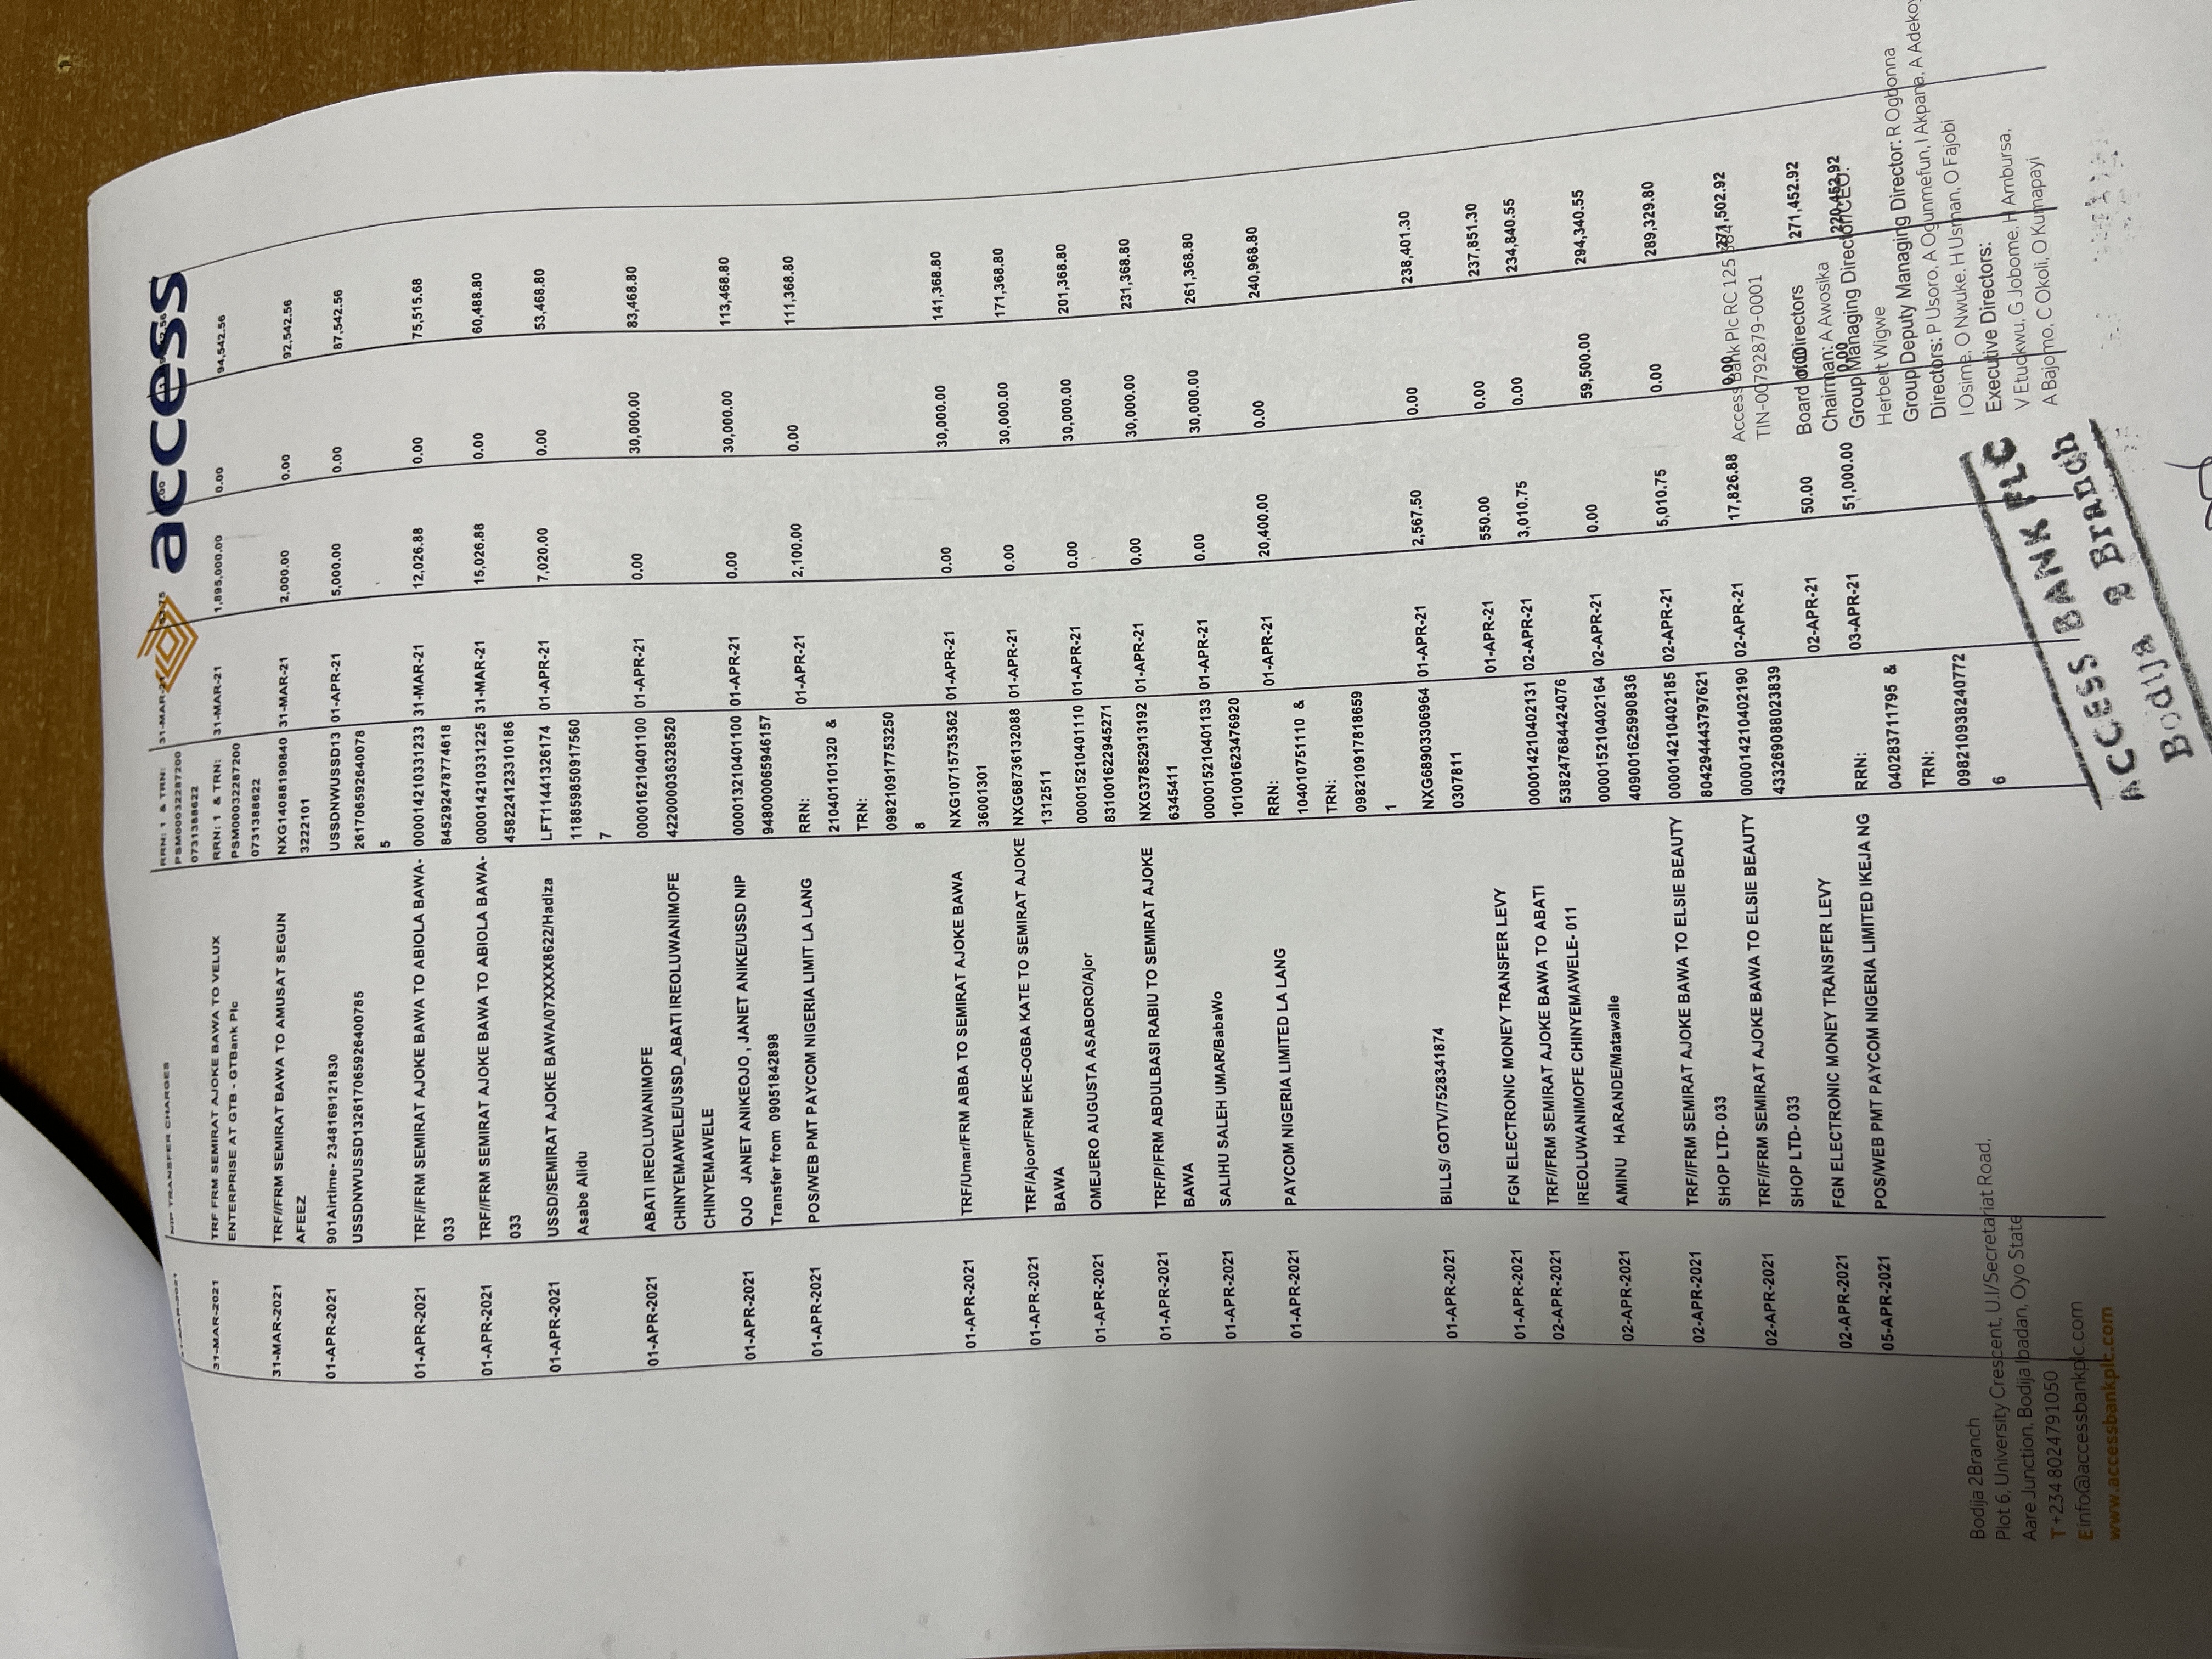 access
31-MAR-2021 NIP TRANSFER CHARGES RRN: 1 & TRN: 31-MAR-21 53.75 0.00
PSM00032287200
0731388622
31-MAR-2021 TRF FRM SEMIRAT AJOKE BAWA TO VELUX RRN: 1 & TRN: 31-MAR-21 1,895,000.00 0.00 94,542.56
ENTERPRISE AT GTB - GTBank Plc PSM00032287200
0731388622
31-MAR-2021 TRF//FRM SEMIRAT BAWA TO AMUSAT SEGUN NXG14088190840 31-MAR-21 2,000.00 0.00 92,542.56
AFEEZ 3222101
01-APR-2021 901Airtime- 2348169121830 USSDNWUSSD13 01-APR-21 5,000.00 0.00 87,542.56
USSDNWUSSD132617065926400785 261706592640078
5
01-APR-2021 TRF//FRM SEMIRAT AJOKE BAWA TO ABIOLA BAWA- 000014210331233 31-MAR-21 12,026.88 0.00 75,515.68
033 845292478774618
01-APR-2021 TRF//FRM SEMIRAT AJOKE BAWA TO ABIOLA BAWA- 000014210331225 31-MAR-21 15,026.88 0.00 60,488.80
033 458224123310186
01-APR-2021 USSD/SEMIRAT AJOKE BAWA/07XXXX8622/Hadiza LFT11441326174 01-APR-21 7,020.00 0.00 53,468.80
Asabe Alidu 118859850917560
7
01-APR-2021 ABATI IREOLUWANIMOFE 000016210401100 01-APR-21 0.00 30,000.00 83,468.80
CHINYEMAWELE/USSD_ABATI IREOLUWANIMOFE 422000036328520
CHINYEMAWELE
01-APR-2021 OJO JANET ANIKEOJO , JANET ANIKE/USSD NIP 000013210401100 01-APR-21 0.00 30,000.00 113,468.80
Transfer from 09051842898 948000065946157
01-APR-2021 POS/WEB PMT PAYCOM NIGERIA LIMIT LA LANG RRN: 01-APR-21 2,100.00 0.00 111,368.80
210401101320 &
TRN:
098210917753250
8
01-APR-2021 TRF/Umar/FRM ABBA TO SEMIRAT AJOKE BAWA NXG10715735362 01-APR-21 0.00 30,000.00 141,368.80
36001301
01-APR-2021 TRF/Ajoor/FRM EKE-OGBA KATE TO SEMIRAT AJOKE NXG68736132088 01-APR-21 0.00 30,000.00 171,368.80
BAWA 1312511
01-APR-2021 OMEJERO AUGUSTA ASABORO/Ajor 000015210401110 01-APR-21 0.00 30,000.00 201,368.80
831001622945271
01-APR-2021 TRF/P/FRM ABDULBASI RABIU TO SEMIRAT AJOKE NXG37852913192 01-APR-21 0.00 30,000.00 231,368.80
BAWA 6345411
01-APR-2021 SALIHU SALEH UMAR/BabaWo 000015210401133 01-APR-21 0.00 30,000.00 261,368.80
101001623476920
01-APR-2021 PAYCOM NIGERIA LIMITED LA LANG RRN: 01-APR-21 20,400.00 0.00 240,968.80
104010751110 &
TRN:
098210917818659
1
01-APR-2021 BILLS/ GOTV/7528341874 NXG68903306964 01-APR-21 2,567.50 0.00 238,401.30
0307811
01-APR-2021 FGN ELECTRONIC MONEY TRANSFER LEVY 01-APR-21 550.00 0.00 237,851.30
02-APR-2021 TRF//FRM SEMIRAT AJOKE BAWA TO ABATI 000014210402131 02-APR-21 3,010.75 0.00 234,840.55
IREOLUWANIMOFE CHINYEMAWELE- 011 538247684424076
02-APR-2021 AMINU HARANDE/Matawalle 000015210402164 02-APR-21 0.00 59,500.00 294,340.55
409001625990836
02-APR-2021 TRF//FRM SEMIRAT AJOKE BAWA TO ELSIE BEAUTY 000014210402185 02-APR-21 5,010.75 0.00 289,329.80
SHOP LTD- 033 804294443797621
02-APR-2021 TRF//FRM SEMIRAT AJOKE BAWA TO ELSIE BEAUTY 000014210402190 02-APR-21 17,826.88 0.00 271,502.92
SHOP LTD- 033 433269088023839
02-APR-2021 FGN ELECTRONIC MONEY TRANSFER LEVY 02-APR-21 50.00 0.00 271,452.92
05-APR-2021 POS/WEB PMT PAYCOM NIGERIA LIMITED IKEJA NG RRN: 03-APR-21 51,000.00 0.00 220,452.92
040283711795 &
TRN:
098210938240772
6
Access Bank Plc RC 125 384
TIN-00792879-0001
Board of Directors
Chairman: A Awosika
Group Managing Director/CEO:
Herbert Wigwe
Group Deputy Managing Director: R Ogbonna
Directors: P Usoro, A Ogunmefun, I Akpana, A Adekoy
I Osime, O Nwuke, H Usman, O Fajobi
Executive Directors:
V Etuokwu, G Jobome, H Ambursa,
A Bajomo, C Okoli, O Kumapayi
Bodija 2Branch
Plot 6, University Crescent, U.I/Secretariat Road,
Aare Junction, Bodija Ibadan, Oyo State
T+234 8024791050
Einfo@accessbankplc.com
www.accessbankplc.com
ACCESS BANK PLC
Bodija 2 Branch